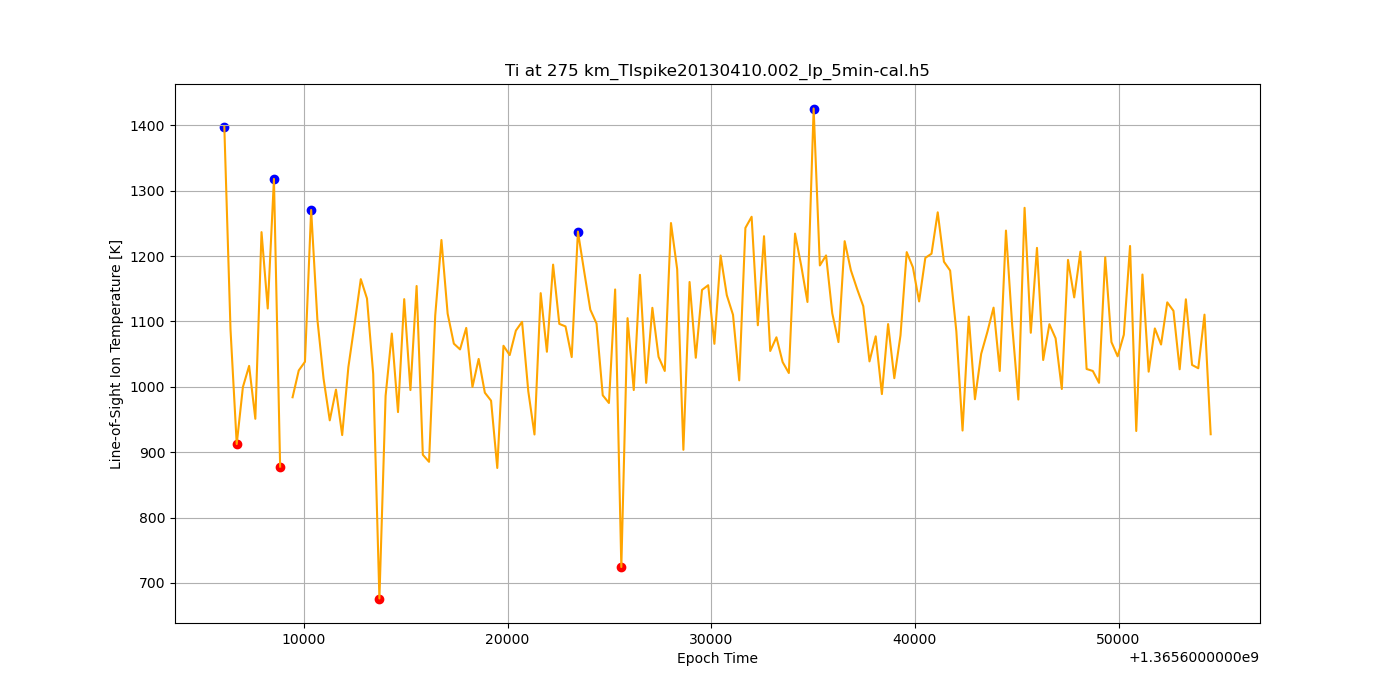 Ti at 275 km_TIspike20130410.002_lp_5min-cal.h5
Line-of-Sight Ion Temperature [K]
1400
1300
1200
1100
1000
900
800
700
10000 20000 30000 40000 50000
Epoch Time
+1.3656000000e9